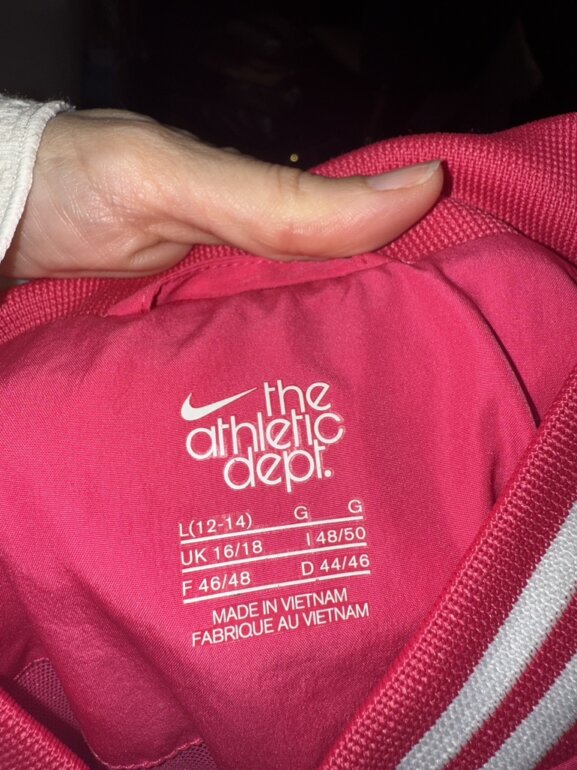 the
athletic
dept.
L(12-14) G G
UK 16/18 I 48/50
F 46/48 D 44/46
MADE IN VIETNAM
FABRIQUE AU VIETNAM